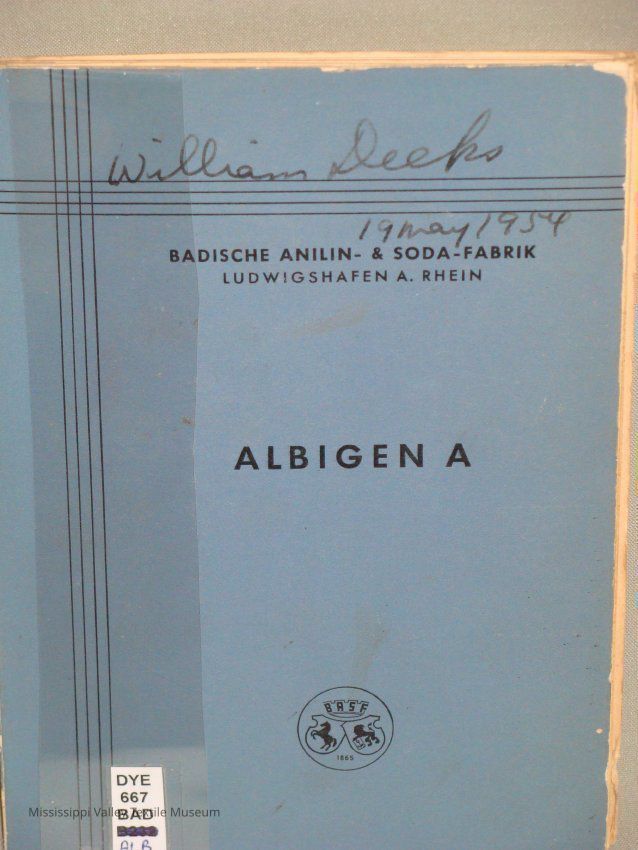 William Deeks
19 may 1954
BADISCHE ANILIN- & SODA-FABRIK
LUDWIGSHAFEN A. RHEIN
ALBIGEN A
BASF
1865
DYE
667
BAD
ALB
Mississippi Valley Textile Museum